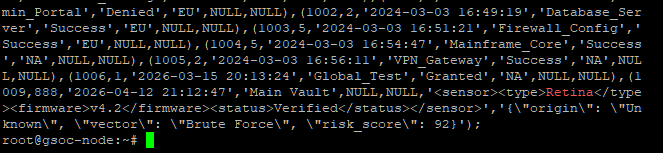 min_Portal','Denied','EU',NULL,NULL),(1002,2,'2024-03-03 16:49:19','Database_Ser
ver','Success','EU',NULL,NULL),(1003,5,'2024-03-03 16:51:21','Firewall_Config','
Success','EU',NULL,NULL),(1004,5,'2024-03-03 16:54:47','Mainframe_Core','Success
','NA',NULL,NULL),(1005,2,'2024-03-03 16:56:11','VPN_Gateway','Success','NA',NUL
L,NULL),(1006,1,'2026-03-15 20:13:24','Global_Test','Granted','NA',NULL,NULL),(1
009,888,'2026-04-12 21:12:47','Main Vault',NULL,NULL,'<sensor><type>Retina</type
><firmware>v4.2</firmware><status>Verified</status></sensor>','{\"origin\": \"Un
known\", \"vector\": \"Brute Force\", \"risk_score\": 92}');
root@gsoc-node:~#